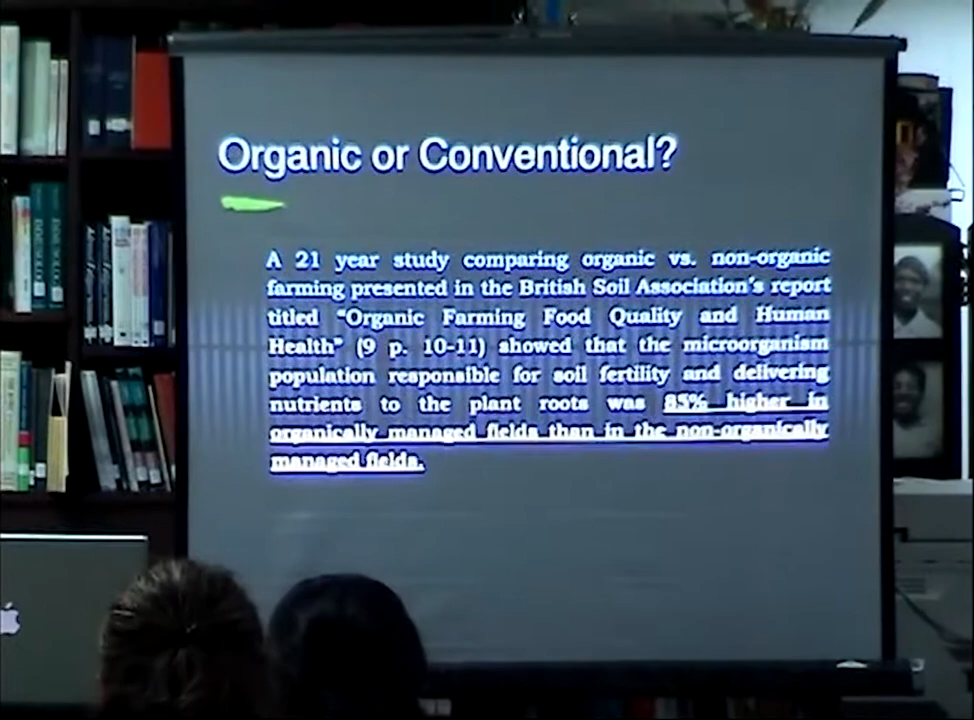 Organic or Conventional?
A 21 year study comparing organic vs. non-organic
farming presented in the British Soil Association's report
titled "Organic Farming Food Quality and Human
Health" (9 p. 10-11) showed that the microorganism
population responsible for soil fertility and delivering
nutrients to the plant roots was 85% higher in
organically managed fields than in the non-organically
managed fields.